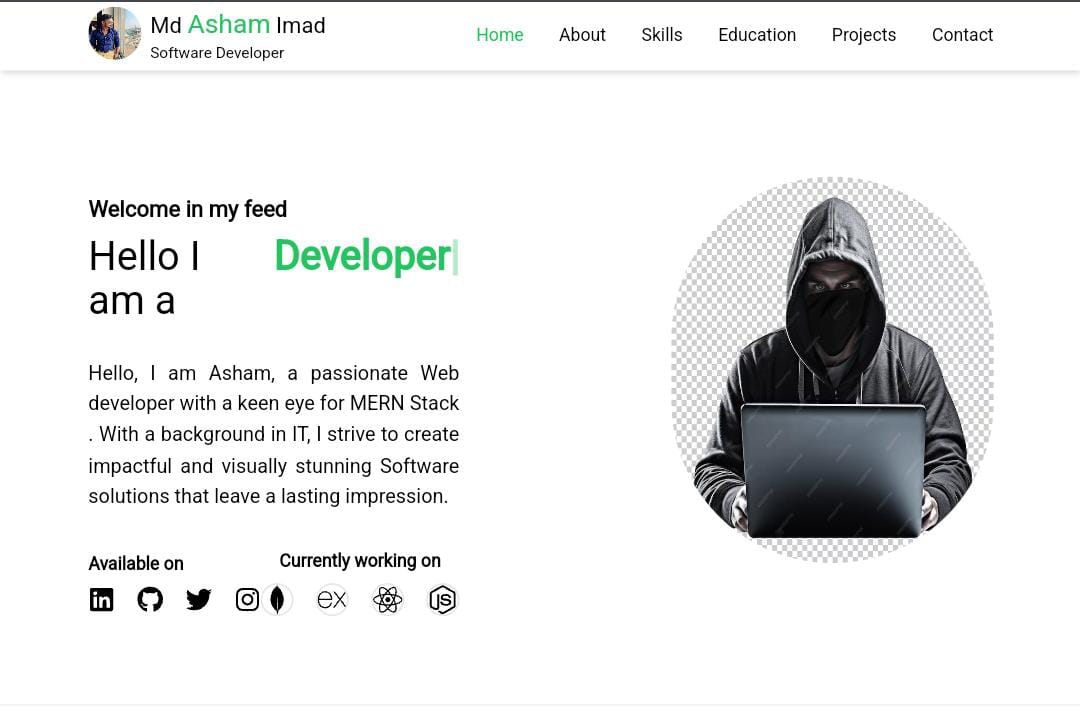 Md Asham Imad
Software Developer
Home About Skills Education Projects Contact
Welcome in my feed
Hello I Developer
am a
Hello, I am Asham, a passionate Web
developer with a keen eye for MERN Stack
. With a background in IT, I strive to create
impactful and visually stunning Software
solutions that leave a lasting impression.
Available on
Currently working on
in
ex
JS